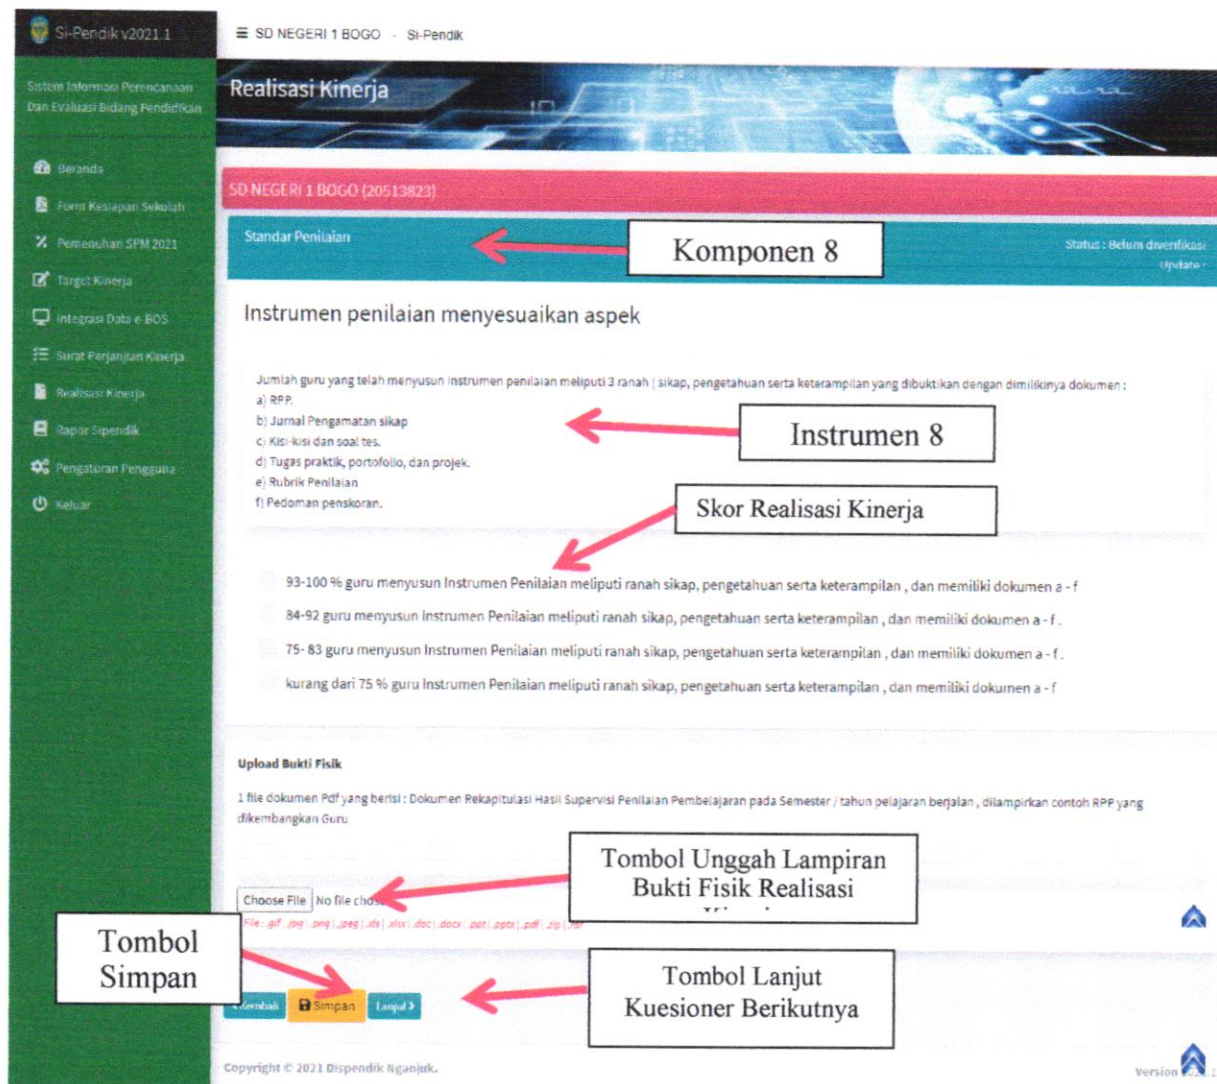 Si-Pendik v2021.1
≡ SD NEGERI 1 BOGO - Si-Pendik
Sistem Informasi Perencanaan
Dan Evaluasi Bidang Pendidikan
Beranda
Form Kesiapan Sekolah
Pemenuhan SPM 2021
Target Kinerja
Integrasi Data e-BOS
Surat Perjanjian Kinerja
Realisasi Kinerja
Rapor Sipendik
Pengaturan Pengguna
Keluar
Realisasi Kinerja
SD NEGERI 1 BOGO (20513823)
Standar Penilaian
Komponen 8
Status : Belum diverifikasi
Update :
Instrumen penilaian menyesuaikan aspek
Jumlah guru yang telah menyusun instrumen penilaian meliputi 3 ranah ( sikap, pengetahuan serta keterampilan yang dibuktikan dengan dimilikinya dokumen :
a) RPP.
b) Jurnal Pengamatan sikap
c) Kisi-kisi dan soal tes.
d) Tugas praktik, portofolio, dan projek.
e) Rubrik Penilaian
f) Pedoman penskoran.
Instrumen 8
Skor Realisasi Kinerja
93-100 % guru menyusun Instrumen Penilaian meliputi ranah sikap, pengetahuan serta keterampilan , dan memiliki dokumen a - f
84-92 guru menyusun Instrumen Penilaian meliputi ranah sikap, pengetahuan serta keterampilan , dan memiliki dokumen a - f .
75- 83 guru menyusun Instrumen Penilaian meliputi ranah sikap, pengetahuan serta keterampilan , dan memiliki dokumen a - f .
kurang dari 75 % guru Instrumen Penilaian meliputi ranah sikap, pengetahuan serta keterampilan , dan memiliki dokumen a - f
Upload Bukti Fisik
1 file dokumen Pdf yang berisi : Dokumen Rekapitulasi Hasil Supervisi Penilaian Pembelajaran pada Semester / tahun pelajaran berjalan , dilampirkan contoh RPP yang
dikembangkan Guru
Tombol Unggah Lampiran
Bukti Fisik Realisasi
Choose File No file
File : .gif | .jpg | .png | .jpeg | .xls | .xlsx | .doc | .docx | .ppt | .pptx | .pdf | .zip | .rar
Tombol
Simpan
Tombol Lanjut
Kuesioner Berikutnya
Kembali
Simpan
Lanjut >
Copyright © 2021 Dispendik Nganjuk.
Version